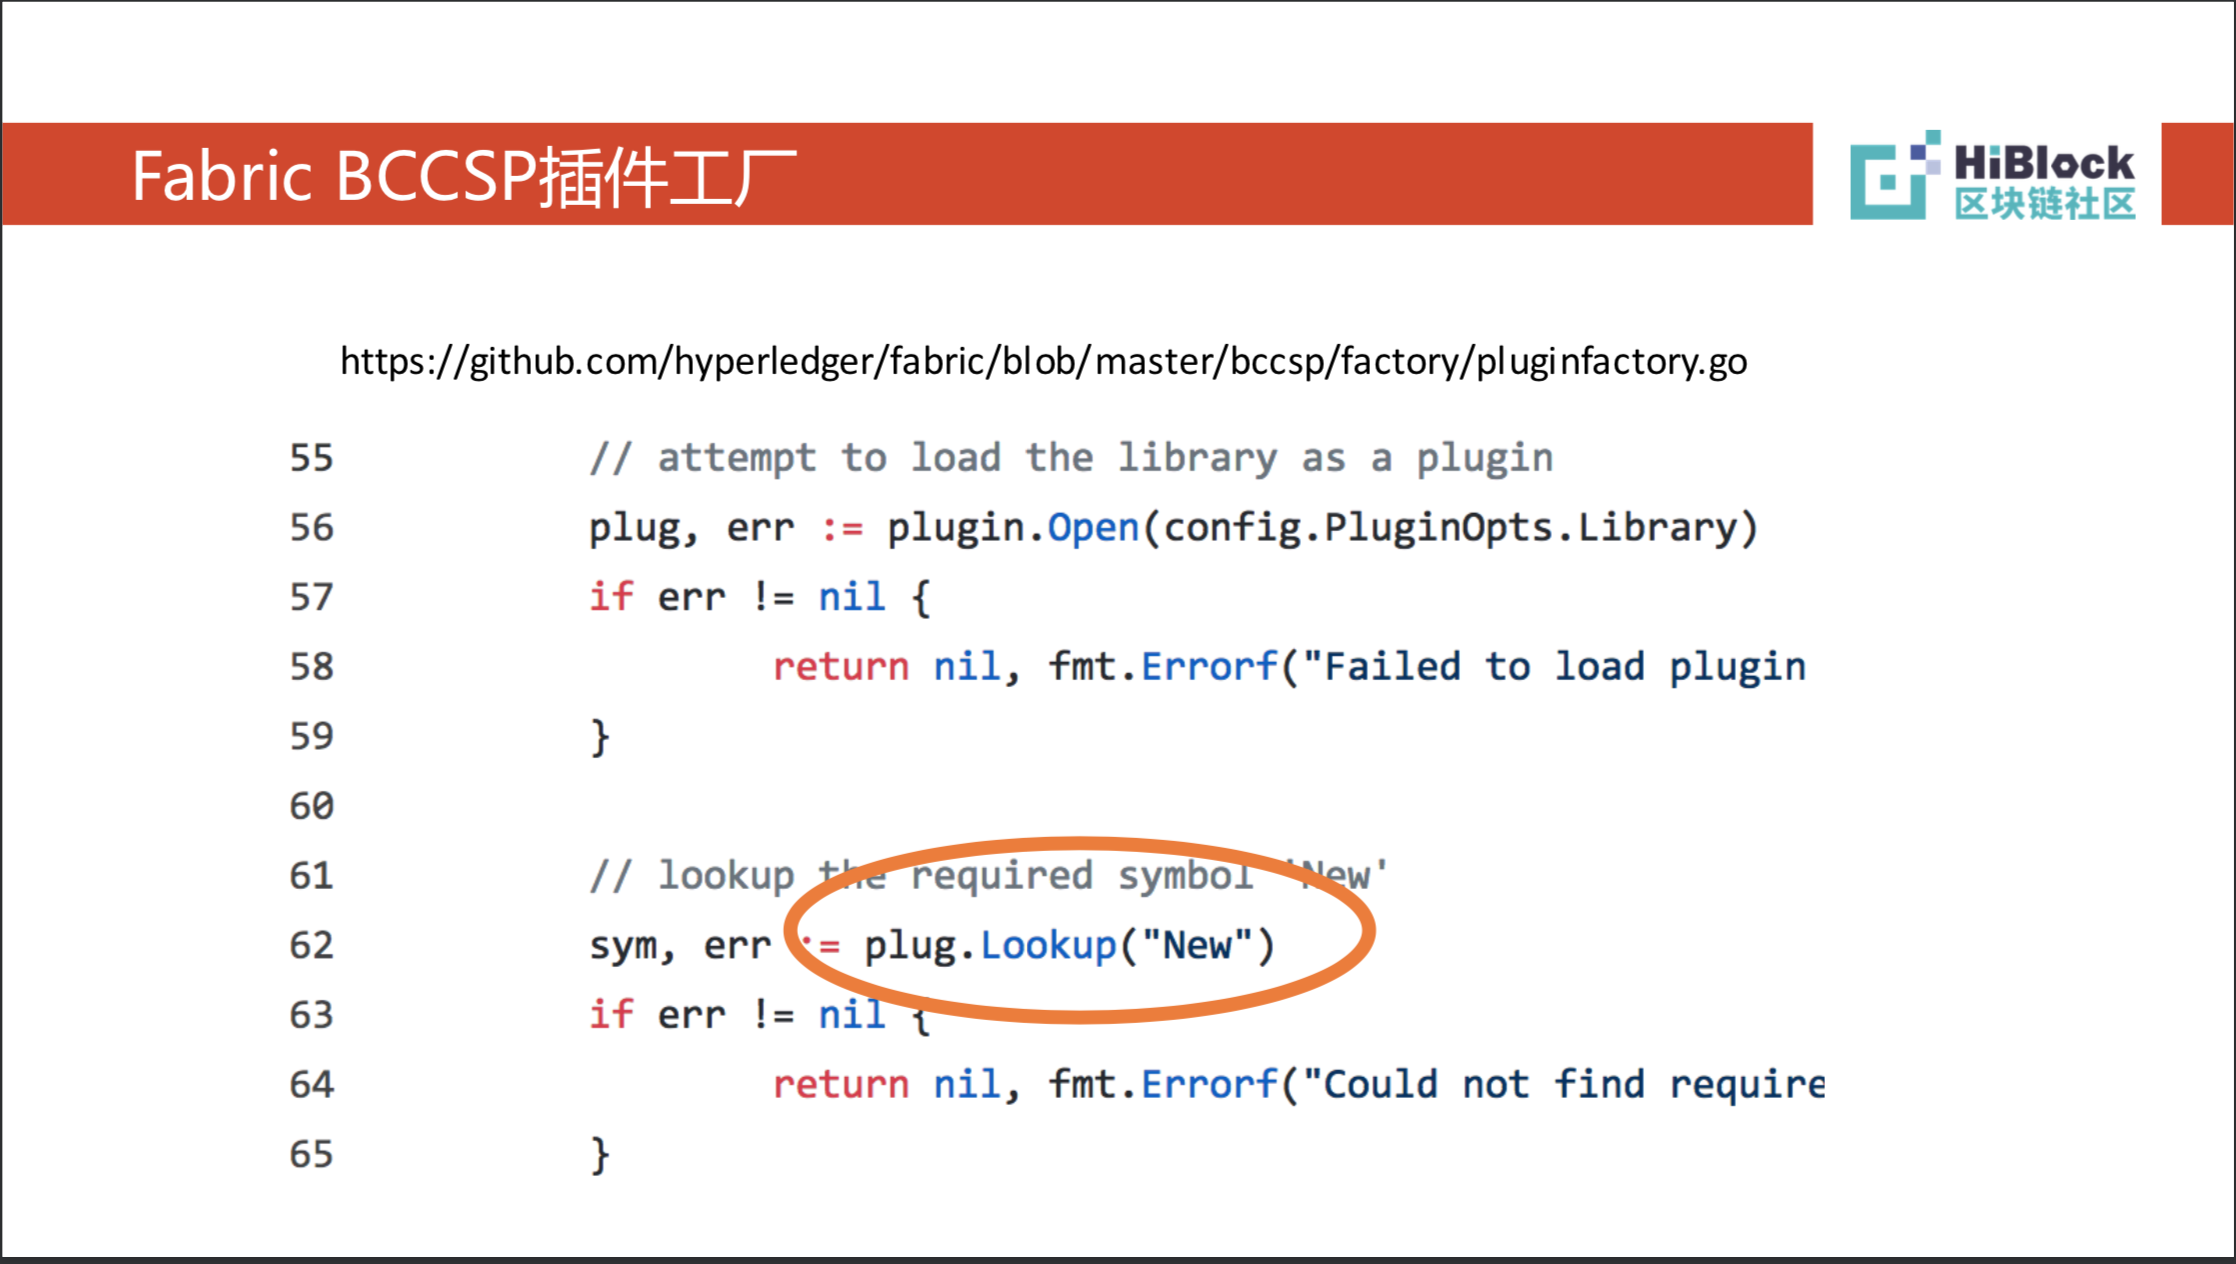 Fabric BCCSP插件工厂
HiBlock
区块链社区
https://github.com/hyperledger/fabric/blob/master/bccsp/factory/pluginfactory.go
55 // attempt to load the library as a plugin
56 plug, err := plugin.Open(config.PluginOpts.Library)
57 if err != nil {
58 return nil, fmt.Errorf("Failed to load plugin
59 }
60
61 // lookup the required symbol 'New'
62 sym, err := plug.Lookup("New")
63 if err != nil {
64 return nil, fmt.Errorf("Could not find require
65 }